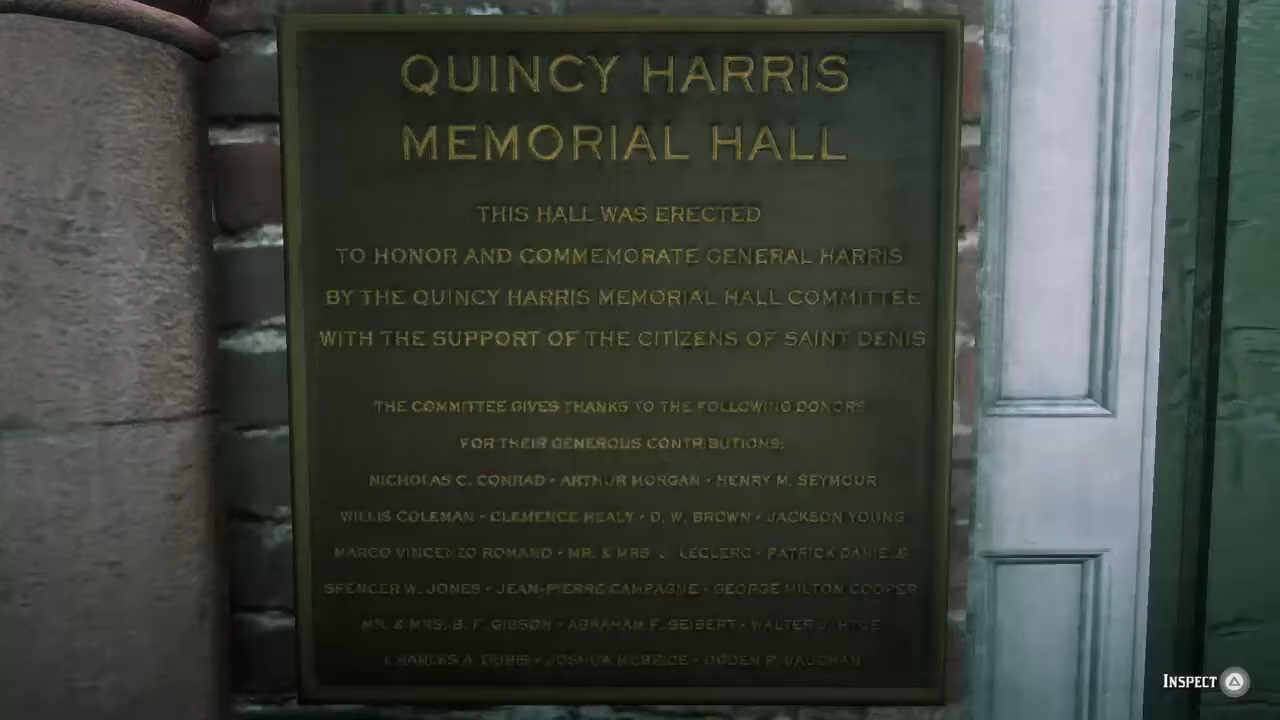 QUINCY HARRIS
MEMORIAL HALL
THIS HALL WAS ERECTED
TO HONOR AND COMMEMORATE GENERAL HARRIS
BY THE QUINCY HARRIS MEMORIAL HALL COMMITTEE
WITH THE SUPPORT OF THE CITIZENS OF SAINT DENIS
THE COMMITTEE GIVES THANKS TO THE FOLLOWING DONORS
FOR THEIR GENEROUS CONTRIBUTIONS:
NICHOLAS C. CONRAD • ARTHUR MORGAN • HENRY M. SEYMOUR
WILLIS COLEMAN • CLEMENCE HEALY • D. W. BROWN • JACKSON YOUNG
MARCO VINCENZO ROMANO • MR. & MRS. J. LECLERC • PATRICK DANIELS
SPENCER W. JONES • JEAN-PIERRE CAMPAGNE • GEORGE MILTON COOPER
MR. & MRS. B. F. GIBSON • ABRAHAM F. SEIBERT • WALTER J. HYDE
CHARLES A. • JOSHUA MCBRIDE • OGDEN P. VAUGHAN
INSPECT